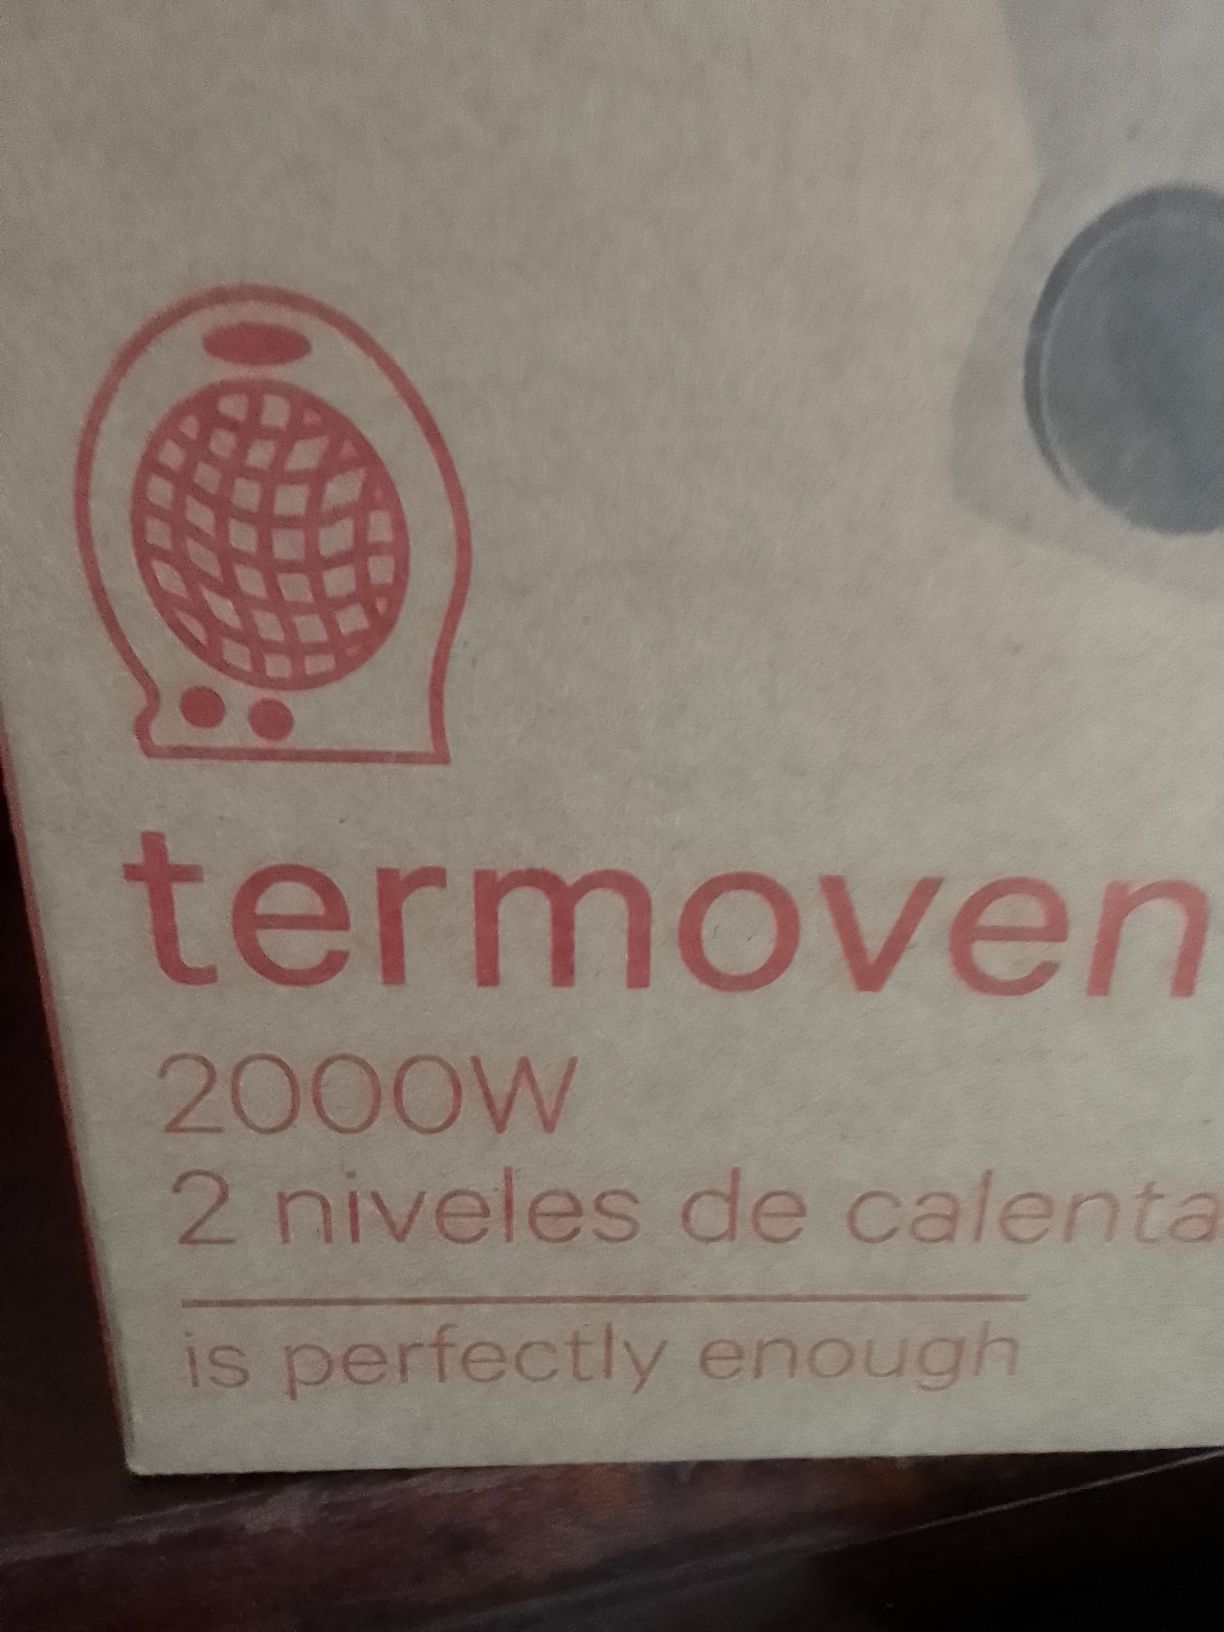 termoven
2000W
2 niveles de calenta
is perfectly enough